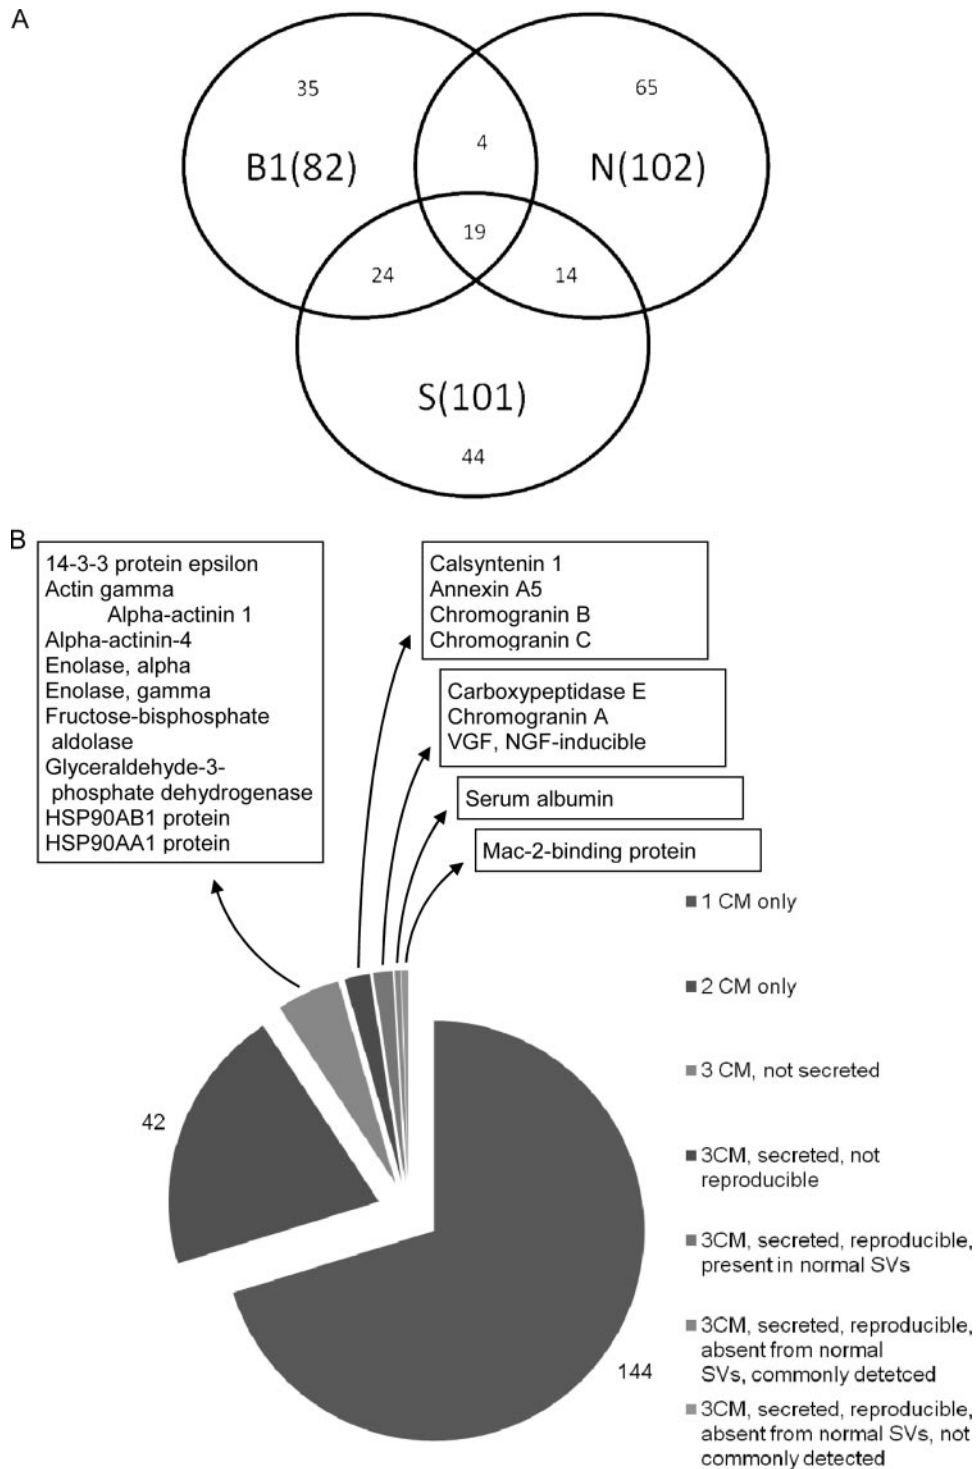 A
35
65
4
B1(82)
N(102)
19
24
14
S(101)
44
B
14-3-3 protein epsilon
Actin gamma
Alpha-actinin 1
Alpha-actinin-4
Enolase, alpha
Enolase, gamma
Fructose-bisphosphate
aldolase
Glyceraldehyde-3-
phosphate dehydrogenase
HSP90AB1 protein
HSP90AA1 protein
Calsyntenin 1
Annexin A5
Chromogranin B
Chromogranin C
Carboxypeptidase E
Chromogranin A
VGF, NGF-inducible
Serum albumin
Mac-2-binding protein
1 CM only
2 CM only
3 CM, not secreted
3CM, secreted, not
reproducible
3CM, secreted, reproducible,
present in normal SVs
3CM, secreted, reproducible,
absent from normal
SVs, commonly detetced
3CM, secreted, reproducible,
absent from normal SVs, not
commonly detected
42
144